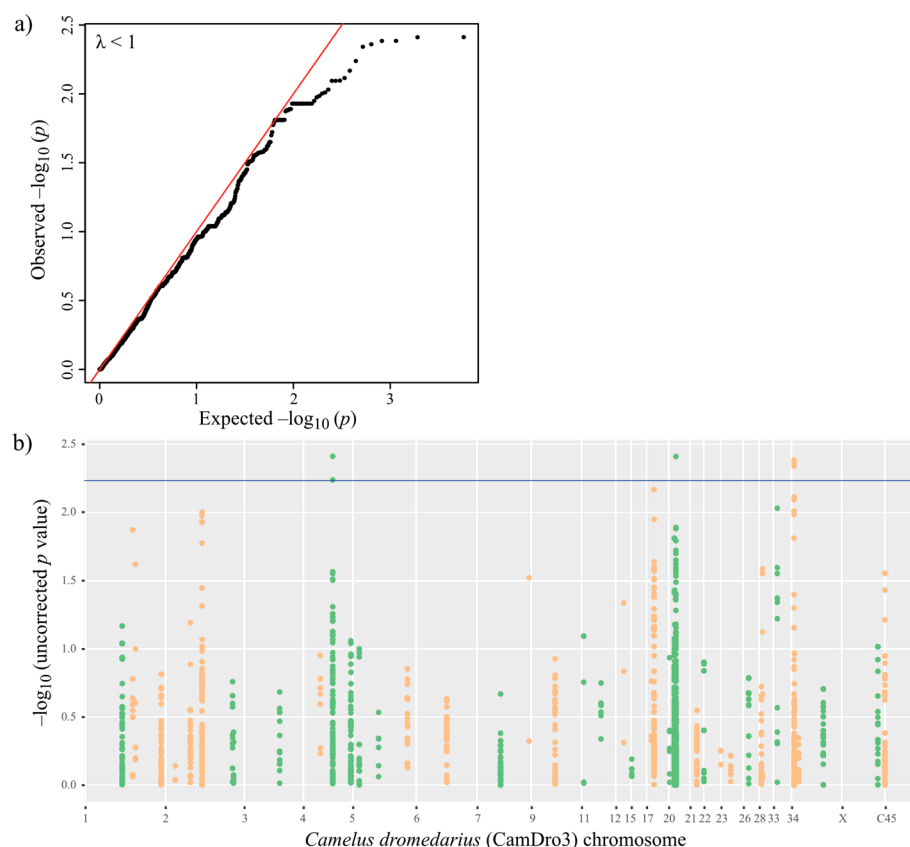 a)
λ < 1
2.5
2.0
1.5
1.0
0.5
0.0
Observed –log10 (p)
0 1 2 3
Expected –log10 (p)
b)
2.5
2.0
1.5
1.0
0.5
0.0
–log10 (uncorrected p value)
1 2 3 4 5 6 7 9 11 12 15 17 20 21 22 23 26 28 33 34 X C45
Camelus dromedarius (CamDro3) chromosome